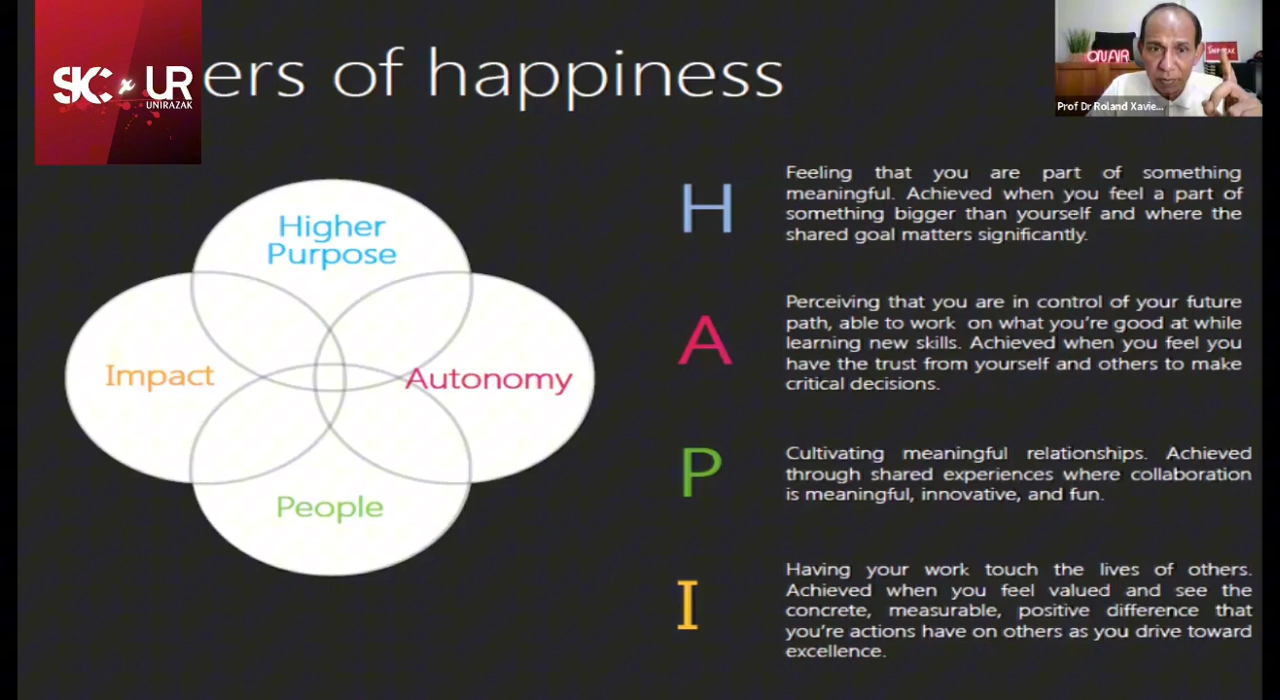 SKC x UR
UNIRAZAK
ers of happiness
ON AIR
Prof Dr Roland Xavie...
Higher
Purpose
Impact
Autonomy
People
H
Feeling that you are part of something
meaningful. Achieved when you feel a part of
something bigger than yourself and where the
shared goal matters significantly.
A
Perceiving that you are in control of your future
path, able to work on what you're good at while
learning new skills. Achieved when you feel you
have the trust from yourself and others to make
critical decisions.
P
Cultivating meaningful relationships. Achieved
through shared experiences where collaboration
is meaningful, innovative, and fun.
I
Having your work touch the lives of others.
Achieved when you feel valued and see the
concrete, measurable, positive difference that
you're actions have on others as you drive toward
excellence.